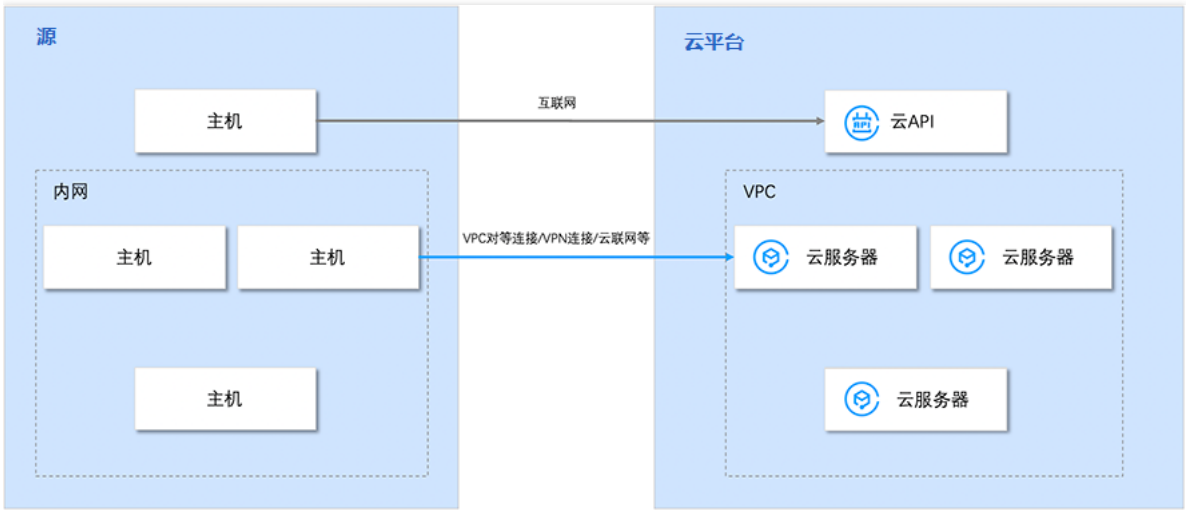 源
云平台
主机
互联网
API
云API
内网
VPC
主机
主机
VPC对等连接/VPN连接/云联网等
云服务器
云服务器
主机
云服务器